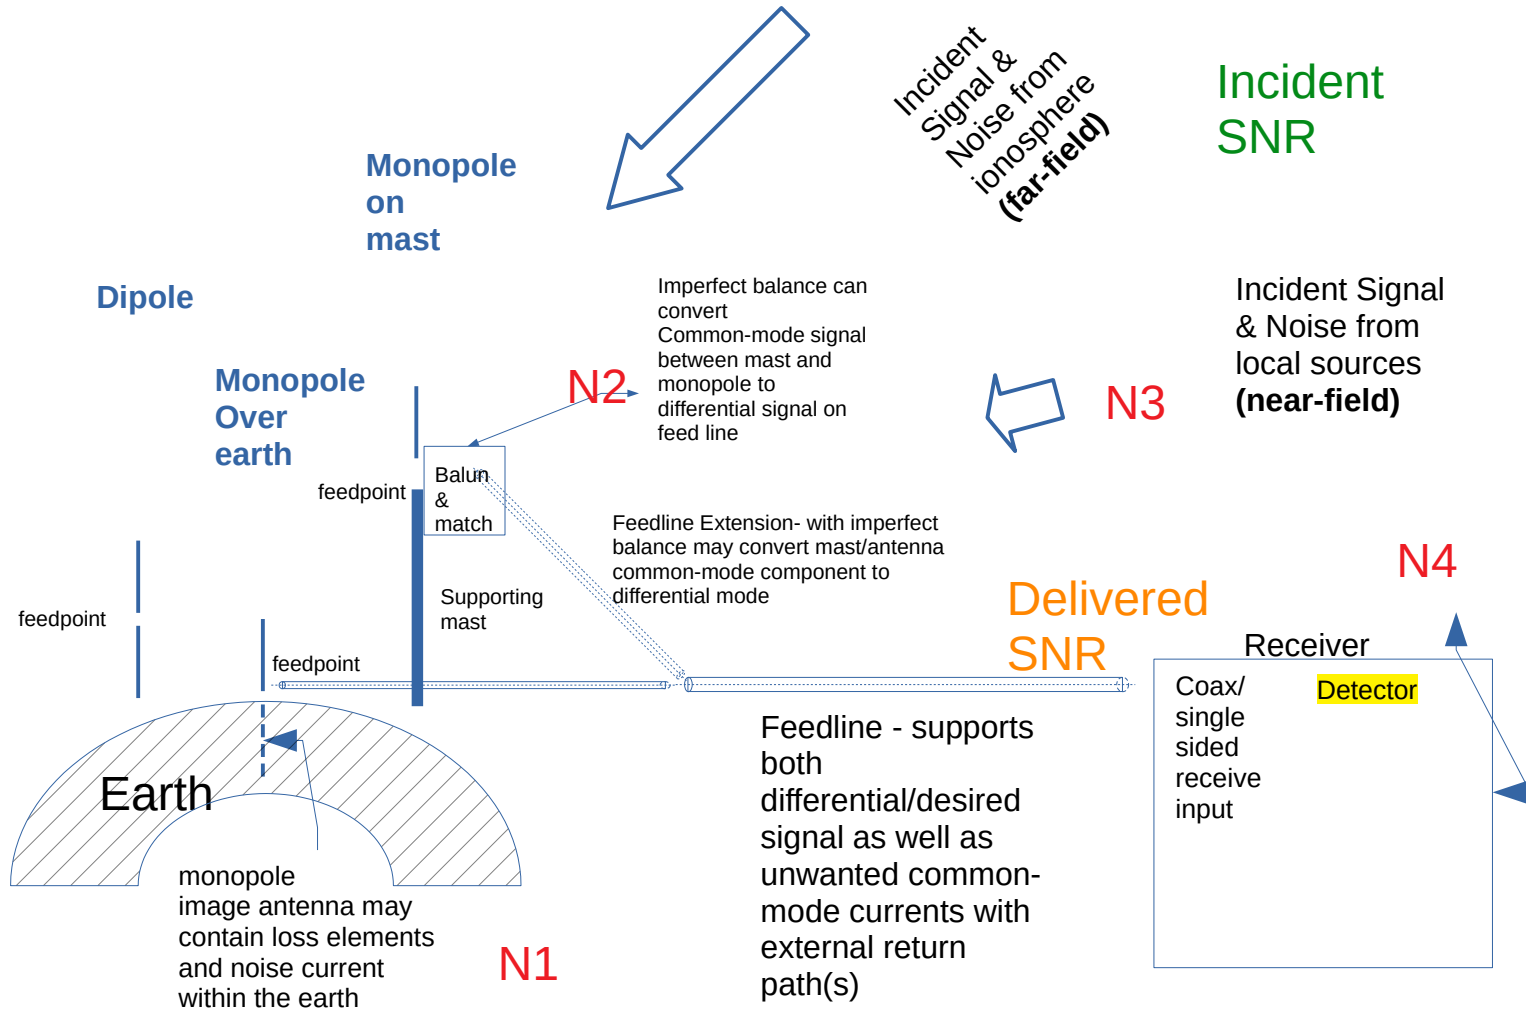 Incident
Signal &
Noise from
ionosphere
(far-field)
Incident
SNR
Monopole
on
mast
Dipole
Monopole
Over
earth
Imperfect balance can
convert
Common-mode signal
between mast and
monopole to
differential signal on
feed line
N2
N3
Incident Signal
& Noise from
local sources
(near-field)
feedpoint
Balun
&
match
Feedline Extension- with imperfect
balance may convert mast/antenna
common-mode component to
differential mode
N4
feedpoint
Supporting
mast
Delivered
SNR
feedpoint
Receiver
Coax/
single
sided
receive
input
Detector
Earth
Feedline - supports
both
differential/desired
signal as well as
unwanted common-
mode currents with
external return
path(s)
monopole
image antenna may
contain loss elements
and noise current
within the earth
N1